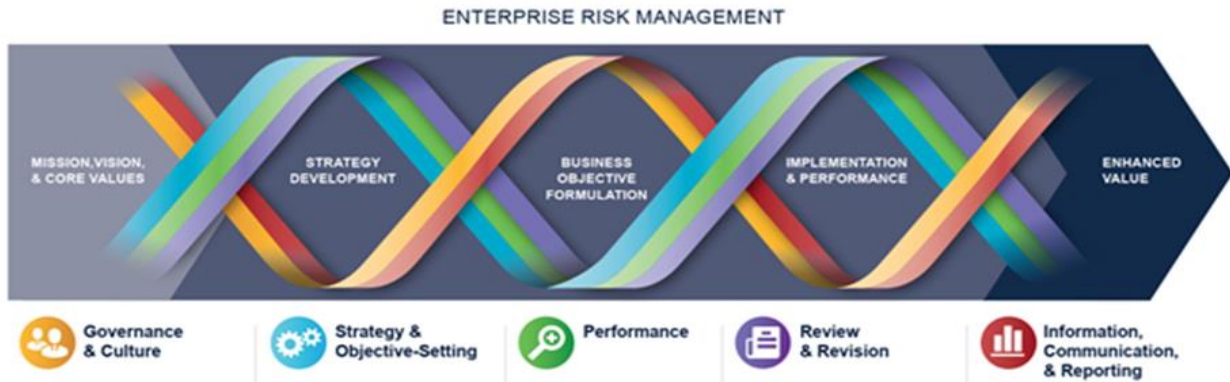 ENTERPRISE RISK MANAGEMENT
MISSION, VISION,
& CORE VALUES
STRATEGY
DEVELOPMENT
BUSINESS
OBJECTIVE
FORMULATION
IMPLEMENTATION
& PERFORMANCE
ENHANCED
VALUE
Governance
& Culture
Strategy &
Objective-Setting
Performance
Review
& Revision
Information,
Communication,
& Reporting